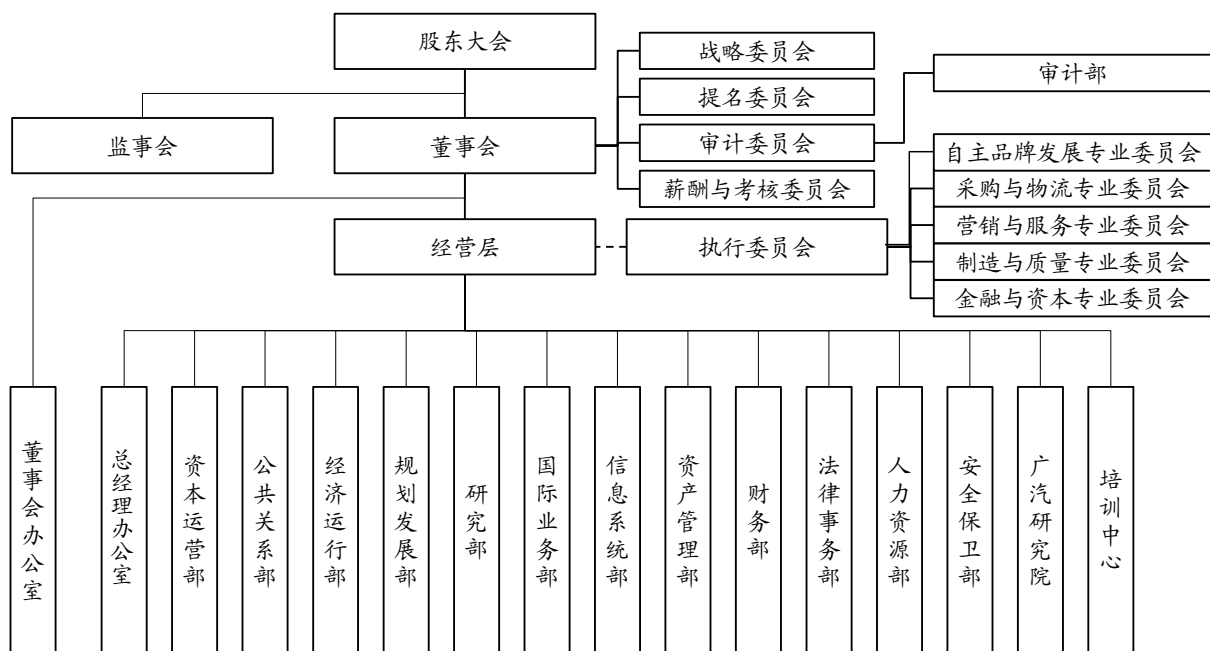 股东大会
战略委员会
审计部
提名委员会
监事会
董事会
审计委员会
自主品牌发展专业委员会
薪酬与考核委员会
采购与物流专业委员会
经营层
执行委员会
营销与服务专业委员会
制造与质量专业委员会
金融与资本专业委员会
董事会办公室
总经理办公室
资本运营部
公共关系部
经济运行部
规划发展部
研究部
国际业务部
信息系统部
资产管理部
财务部
法律事务部
人力资源部
安全保卫部
广汽研究院
培训中心